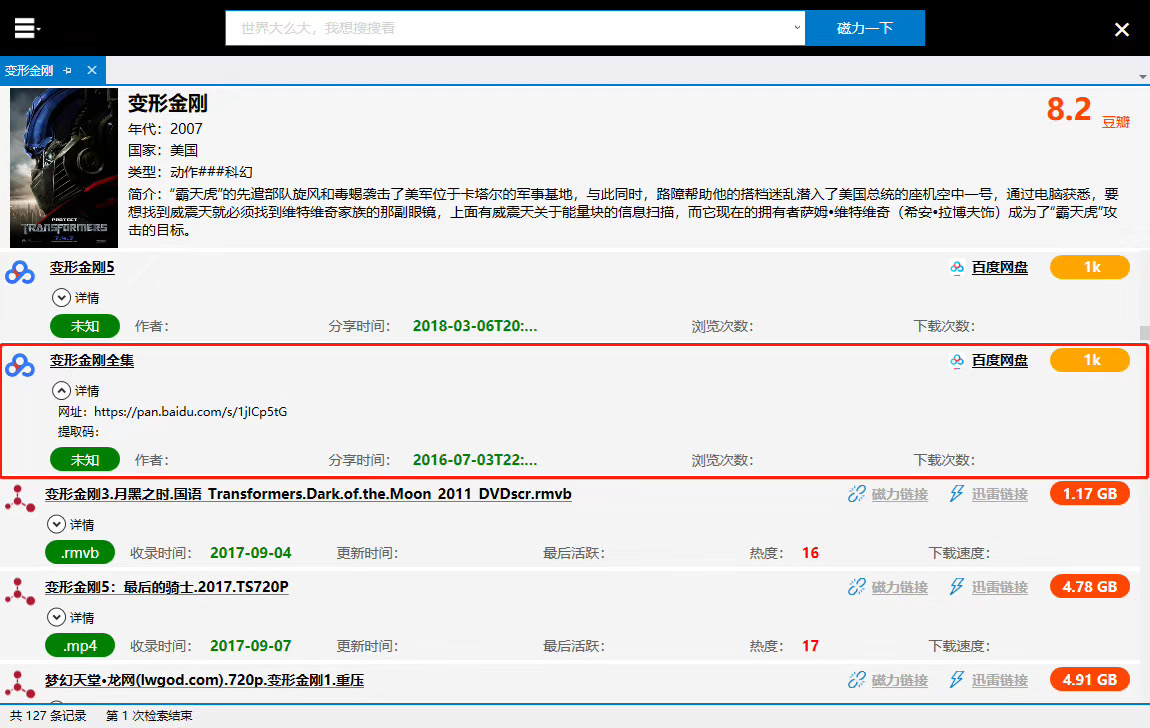 世界大么大，我想搜搜看
磁力一下
变形金刚
变形金刚
8.2 豆瓣
年代：2007
国家：美国
类型：动作###科幻
简介：“霸天虎”的先遣部队旋风和毒蝎袭击了美军位于卡塔尔的军事基地，与此同时，路障帮助他的搭档迷乱潜入了美国总统的座机空中一号，通过电脑获悉，要
想找到威震天就必须找到维特维奇家族的那副眼镜，上面有威震天关于能量块的信息扫描，而它现在的拥有者萨姆•维特维奇（希安•拉博夫饰）成为了“霸天虎”攻
击的目标。
PROTECT
TRANSFORMERS
7.4.07
变形金刚5 百度网盘 1k
详情
未知 作者： 分享时间： 2018-03-06T20:... 浏览次数： 下载次数：
变形金刚全集 百度网盘 1k
详情
网址：https://pan.baidu.com/s/1jICp5tG
提取码：
未知 作者： 分享时间： 2016-07-03T22:... 浏览次数： 下载次数：
变形金刚3.月黑之时.国语 Transformers.Dark.of.the.Moon 2011 DVDscr.rmvb 磁力链接 迅雷链接 1.17 GB
详情
.rmvb 收录时间： 2017-09-04 更新时间： 最后活跃： 热度： 16 下载速度：
变形金刚5：最后的骑士.2017.TS720P 磁力链接 迅雷链接 4.78 GB
详情
.mp4 收录时间： 2017-09-07 更新时间： 最后活跃： 热度： 17 下载速度：
梦幻天堂•龙网(lwgod.com).720p.变形金刚1.重压 磁力链接 迅雷链接 4.91 GB
共 127 条记录 第 1 次检索结束